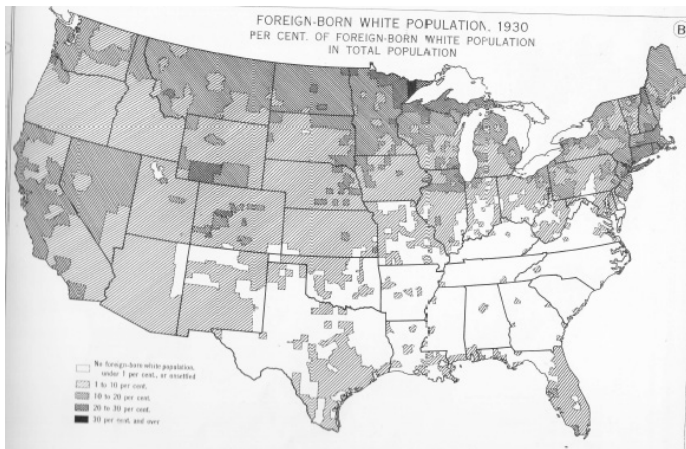 FOREIGN-BORN WHITE POPULATION, 1930
PER CENT. OF FOREIGN-BORN WHITE POPULATION
IN TOTAL POPULATION
B
No foreign-born white population,
under 1 per cent., or unsettled
1 to 10 per cent.
10 to 20 per cent.
20 to 30 per cent.
30 per cent. and over